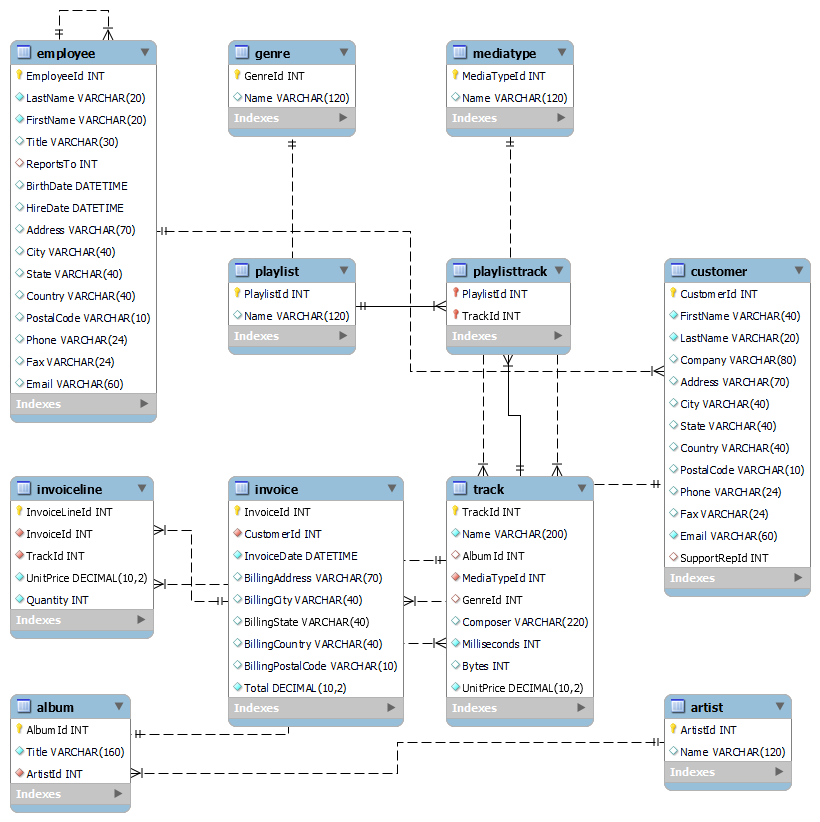 employee
EmployeeId INT
LastName VARCHAR(20)
FirstName VARCHAR(20)
Title VARCHAR(30)
ReportsTo INT
BirthDate DATETIME
HireDate DATETIME
Address VARCHAR(70)
City VARCHAR(40)
State VARCHAR(40)
Country VARCHAR(40)
PostalCode VARCHAR(10)
Phone VARCHAR(24)
Fax VARCHAR(24)
Email VARCHAR(60)
Indexes
genre
GenreId INT
Name VARCHAR(120)
Indexes
mediatype
MediaTypeId INT
Name VARCHAR(120)
Indexes
playlist
PlaylistId INT
Name VARCHAR(120)
Indexes
playlisttrack
PlaylistId INT
TrackId INT
Indexes
customer
CustomerId INT
FirstName VARCHAR(40)
LastName VARCHAR(20)
Company VARCHAR(80)
Address VARCHAR(70)
City VARCHAR(40)
State VARCHAR(40)
Country VARCHAR(40)
PostalCode VARCHAR(10)
Phone VARCHAR(24)
Fax VARCHAR(24)
Email VARCHAR(60)
SupportRepId INT
Indexes
invoiceline
InvoiceLineId INT
InvoiceId INT
TrackId INT
UnitPrice DECIMAL(10,2)
Quantity INT
Indexes
invoice
InvoiceId INT
CustomerId INT
InvoiceDate DATETIME
BillingAddress VARCHAR(70)
BillingCity VARCHAR(40)
BillingState VARCHAR(40)
BillingCountry VARCHAR(40)
BillingPostalCode VARCHAR(10)
Total DECIMAL(10,2)
Indexes
track
TrackId INT
Name VARCHAR(200)
AlbumId INT
MediaTypeId INT
GenreId INT
Composer VARCHAR(220)
Milliseconds INT
Bytes INT
UnitPrice DECIMAL(10,2)
Indexes
album
AlbumId INT
Title VARCHAR(160)
ArtistId INT
Indexes
artist
ArtistId INT
Name VARCHAR(120)
Indexes